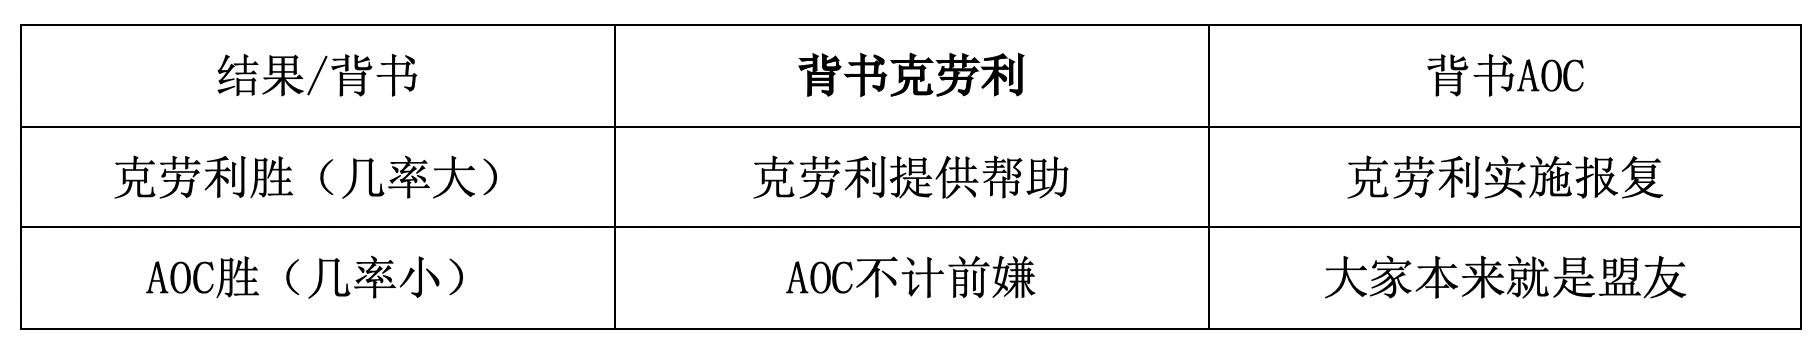 结果/背书 背书克劳利 背书AOC
克劳利胜（几率大） 克劳利提供帮助 克劳利实施报复
AOC胜（几率小） AOC不计前嫌 大家本来就是盟友